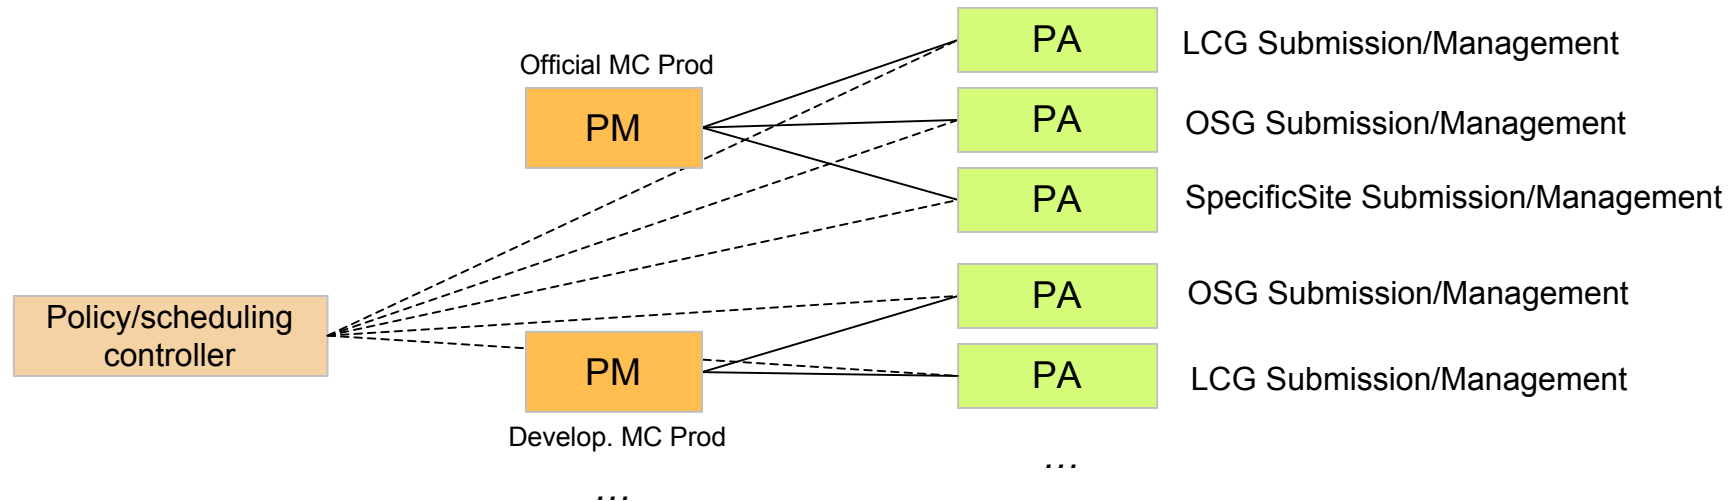 PA
LCG Submission/Management
Official MC Prod
PM
PA
OSG Submission/Management
PA
SpecificSite Submission/Management
PA
OSG Submission/Management
Policy/scheduling
controller
PM
PA
LCG Submission/Management
Develop. MC Prod
...
...